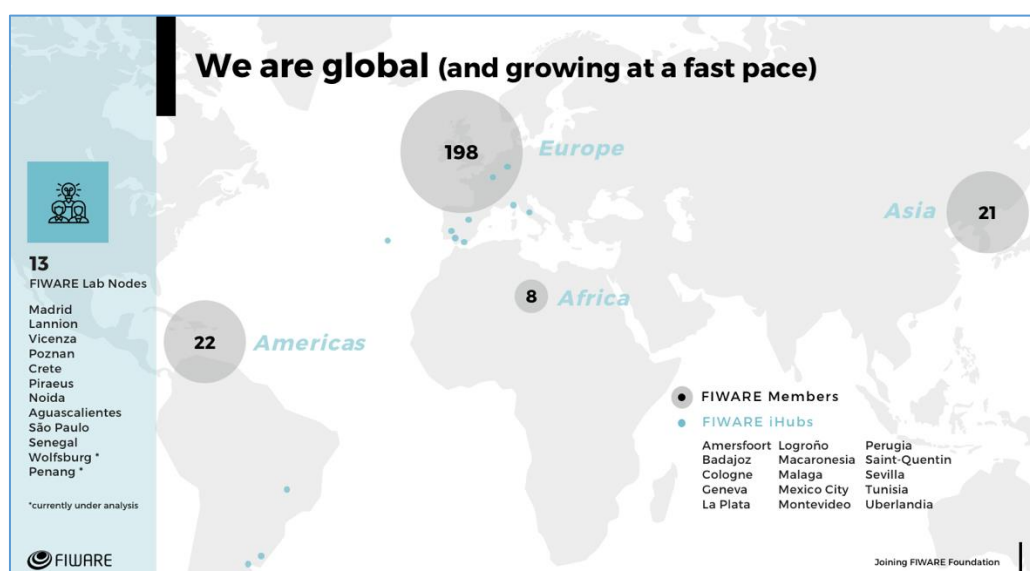 We are global (and growing at a fast pace)
198
Europe
Asia
21
8
Africa
22
Americas
13
FIWARE Lab Nodes
Madrid
Lannion
Vicenza
Poznan
Crete
Piraeus
Noida
Aguascalientes
São Paulo
Senegal
Wolfsburg *
Penang *
*currently under analysis
FIWARE
FIWARE Members
FIWARE iHubs
Amersfoort Logroño Perugia
Badajoz Macaronesia Saint-Quentin
Cologne Malaga Sevilla
Geneva Mexico City Tunisia
La Plata Montevideo Uberlandia
Joining FIWARE Foundation